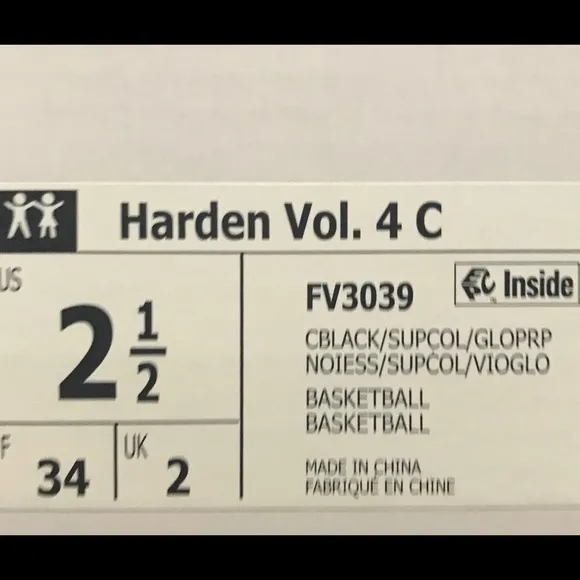 Harden Vol. 4 C
US
2 1/2
F
34
UK
2
FV3039
Inside
CBLACK/SUPCOL/GLOPRP
NOIESS/SUPCOL/VIOGLO
BASKETBALL
BASKETBALL
MADE IN CHINA
FABRIQUÉ EN CHINE